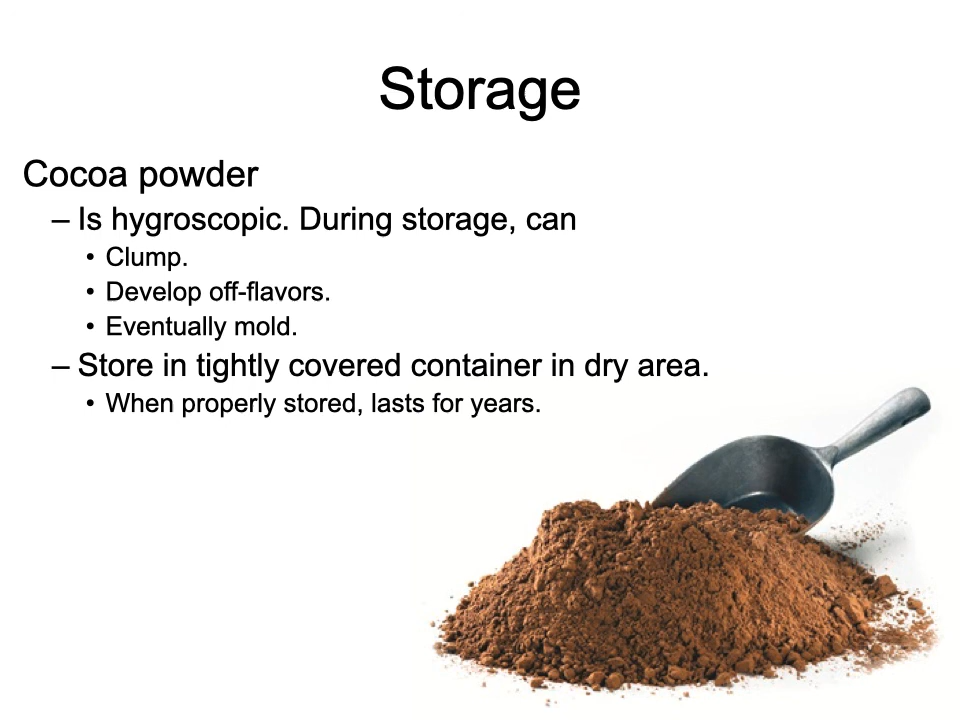 Storage
Cocoa powder
– Is hygroscopic. During storage, can
• Clump.
• Develop off-flavors.
• Eventually mold.
– Store in tightly covered container in dry area.
• When properly stored, lasts for years.